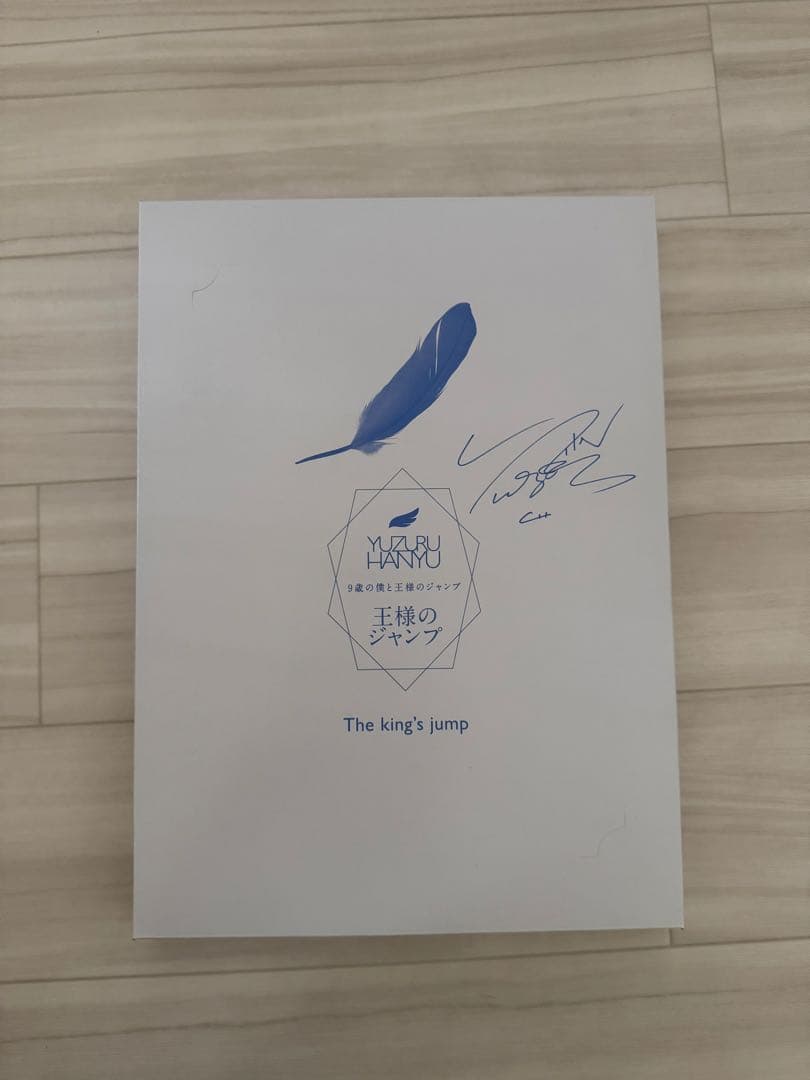 YUZURU
HANYU
9歳の僕と王様のジャンプ
王様の
ジャンプ
The king's jump